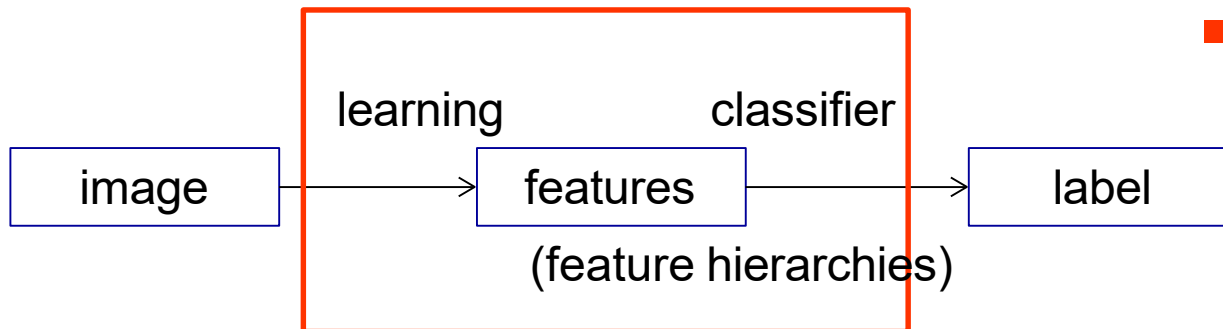 learning classifier
image features label
(feature hierarchies)